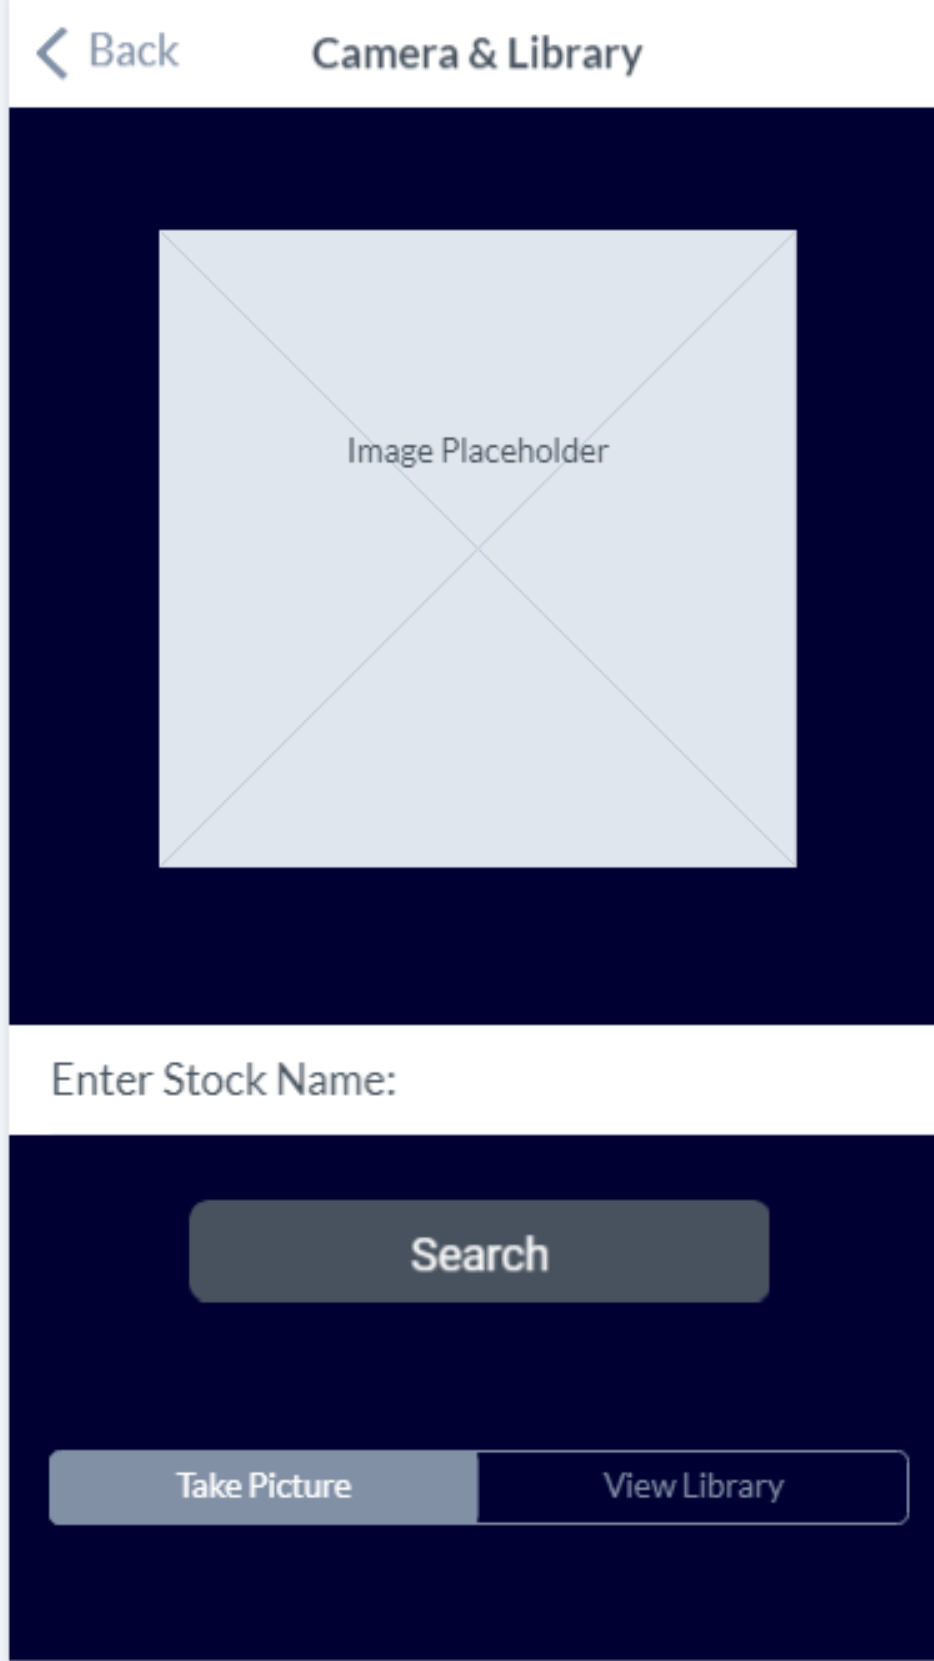 Back
Camera & Library
Image Placeholder
Enter Stock Name:
Search
Take Picture
View Library